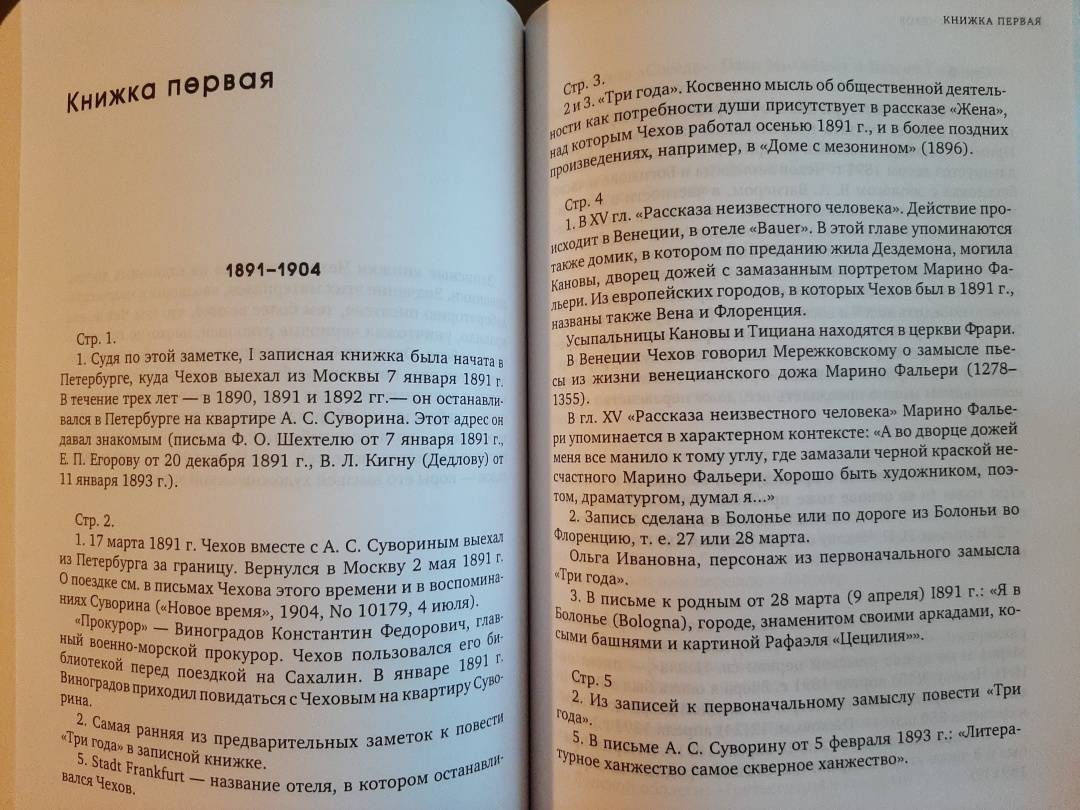 Книжка первая
1891–1904
Стр. 1.
1. Судя по этой заметке, I записная книжка была начата в
Петербурге, куда Чехов выехал из Москвы 7 января 1891 г.
В течение трех лет — в 1890, 1891 и 1892 гг.— он останавли-
вался в Петербурге на квартире А. С. Суворина. Этот адрес он
давал знакомым (письма Ф. О. Шехтелю от 7 января 1891 г.,
Е. П. Егорову от 20 декабря 1891 г., В. Л. Кигну (Дедлову) от
11 января 1893 г.).
Стр. 2.
1. 17 марта 1891 г. Чехов вместе с А. С. Сувориным выехал
из Петербурга за границу. Вернулся в Москву 2 мая 1891 г.
О поездке см. в письмах Чехова этого времени и в воспомина-
ниях Суворина («Новое время», 1904, No 10179, 4 июля).
«Прокурор» — Виноградов Константин Федорович, глав-
ный военно-морской прокурор. Чехов пользовался его би-
блиотекой перед поездкой на Сахалин. В январе 1891 г.
Виноградов приходил повидаться с Чеховым на квартиру Суво-
рина.
2. Самая ранняя из предварительных заметок к повести
«Три года» в записной книжке.
5. Stadt Frankfurt — название отеля, в котором останавли-
вался Чехов.
КНИЖКА ПЕРВАЯ
Стр. 3.
2 и 3. «Три года». Косвенно мысль об общественной деятель-
ности как потребности души присутствует в рассказе «Жена»,
над которым Чехов работал осенью 1891 г., и в более поздних
произведениях, например, в «Доме с мезонином» (1896).
Стр. 4
1. В XV гл. «Рассказа неизвестного человека». Действие про-
исходит в Венеции, в отеле «Bauer». В этой главе упоминаются
также домик, в котором по преданию жила Дездемона, могила
Кановы, дворец дожей с замазанным портретом Марино Фа-
льери. Из европейских городов, в которых Чехов был в 1891 г.,
названы также Вена и Флоренция.
Усыпальницы Кановы и Тициана находятся в церкви Фрари.
В Венеции Чехов говорил Мережковскому о замысле пье-
сы из жизни венецианского дожа Марино Фальери (1278–
1355).
В гл. XV «Рассказа неизвестного человека» Марино Фалье-
ри упоминается в характерном контексте: «А во дворце дожей
меня все манило к тому углу, где замазали черной краской не-
счастного Марино Фальери. Хорошо быть художником, поэ-
том, драматургом, думал я...»
2. Запись сделана в Болонье или по дороге из Болоньи во
Флоренцию, т. е. 27 или 28 марта.
Ольга Ивановна, персонаж из первоначального замысла
«Три года».
3. В письме к родным от 28 марта (9 апреля) I891 г.: «Я в
Болонье (Bologna), городе, знаменитом своими аркадами, ко-
сыми башнями и картиной Рафаэля «Цецилия»».
Стр. 5
2. Из записей к первоначальному замыслу повести «Три
года».
5. В письме А. С. Суворину от 5 февраля 1893 г.: «Литера-
турное ханжество самое скверное ханжество».